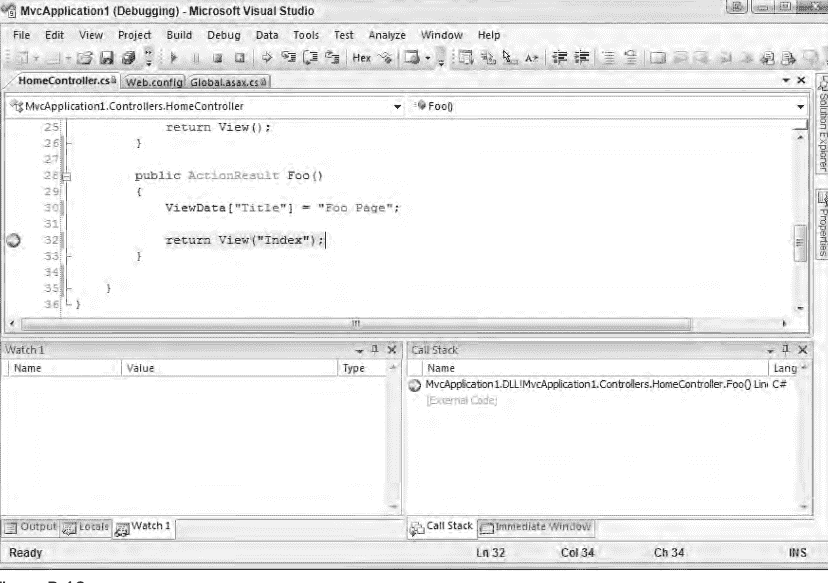 MvcApplication1 (Debugging) - Microsoft Visual Studio
File Edit View Project Build Debug Data Tools Test Analyze Window Help
Hex
HomeController.cs Web.config Global.asax.cs
MvcApplication1.Controllers.HomeController Foo()
Solution Explorer
Properties
25 return View();
26 }
27
28 public ActionResult Foo()
29 {
30 ViewData["Title"] = "Foo Page";
31
32 return View("Index");
33 }
34
35 }
36 }
Watch 1 Call Stack
Name Value Type Name Lang
MvcApplication1.DLL!MvcApplication1.Controllers.HomeController.Foo() Lin C#
[External Code]
Output Locals Watch 1 Call Stack Immediate Window
Ready Ln 32 Col 34 Ch 34 INS